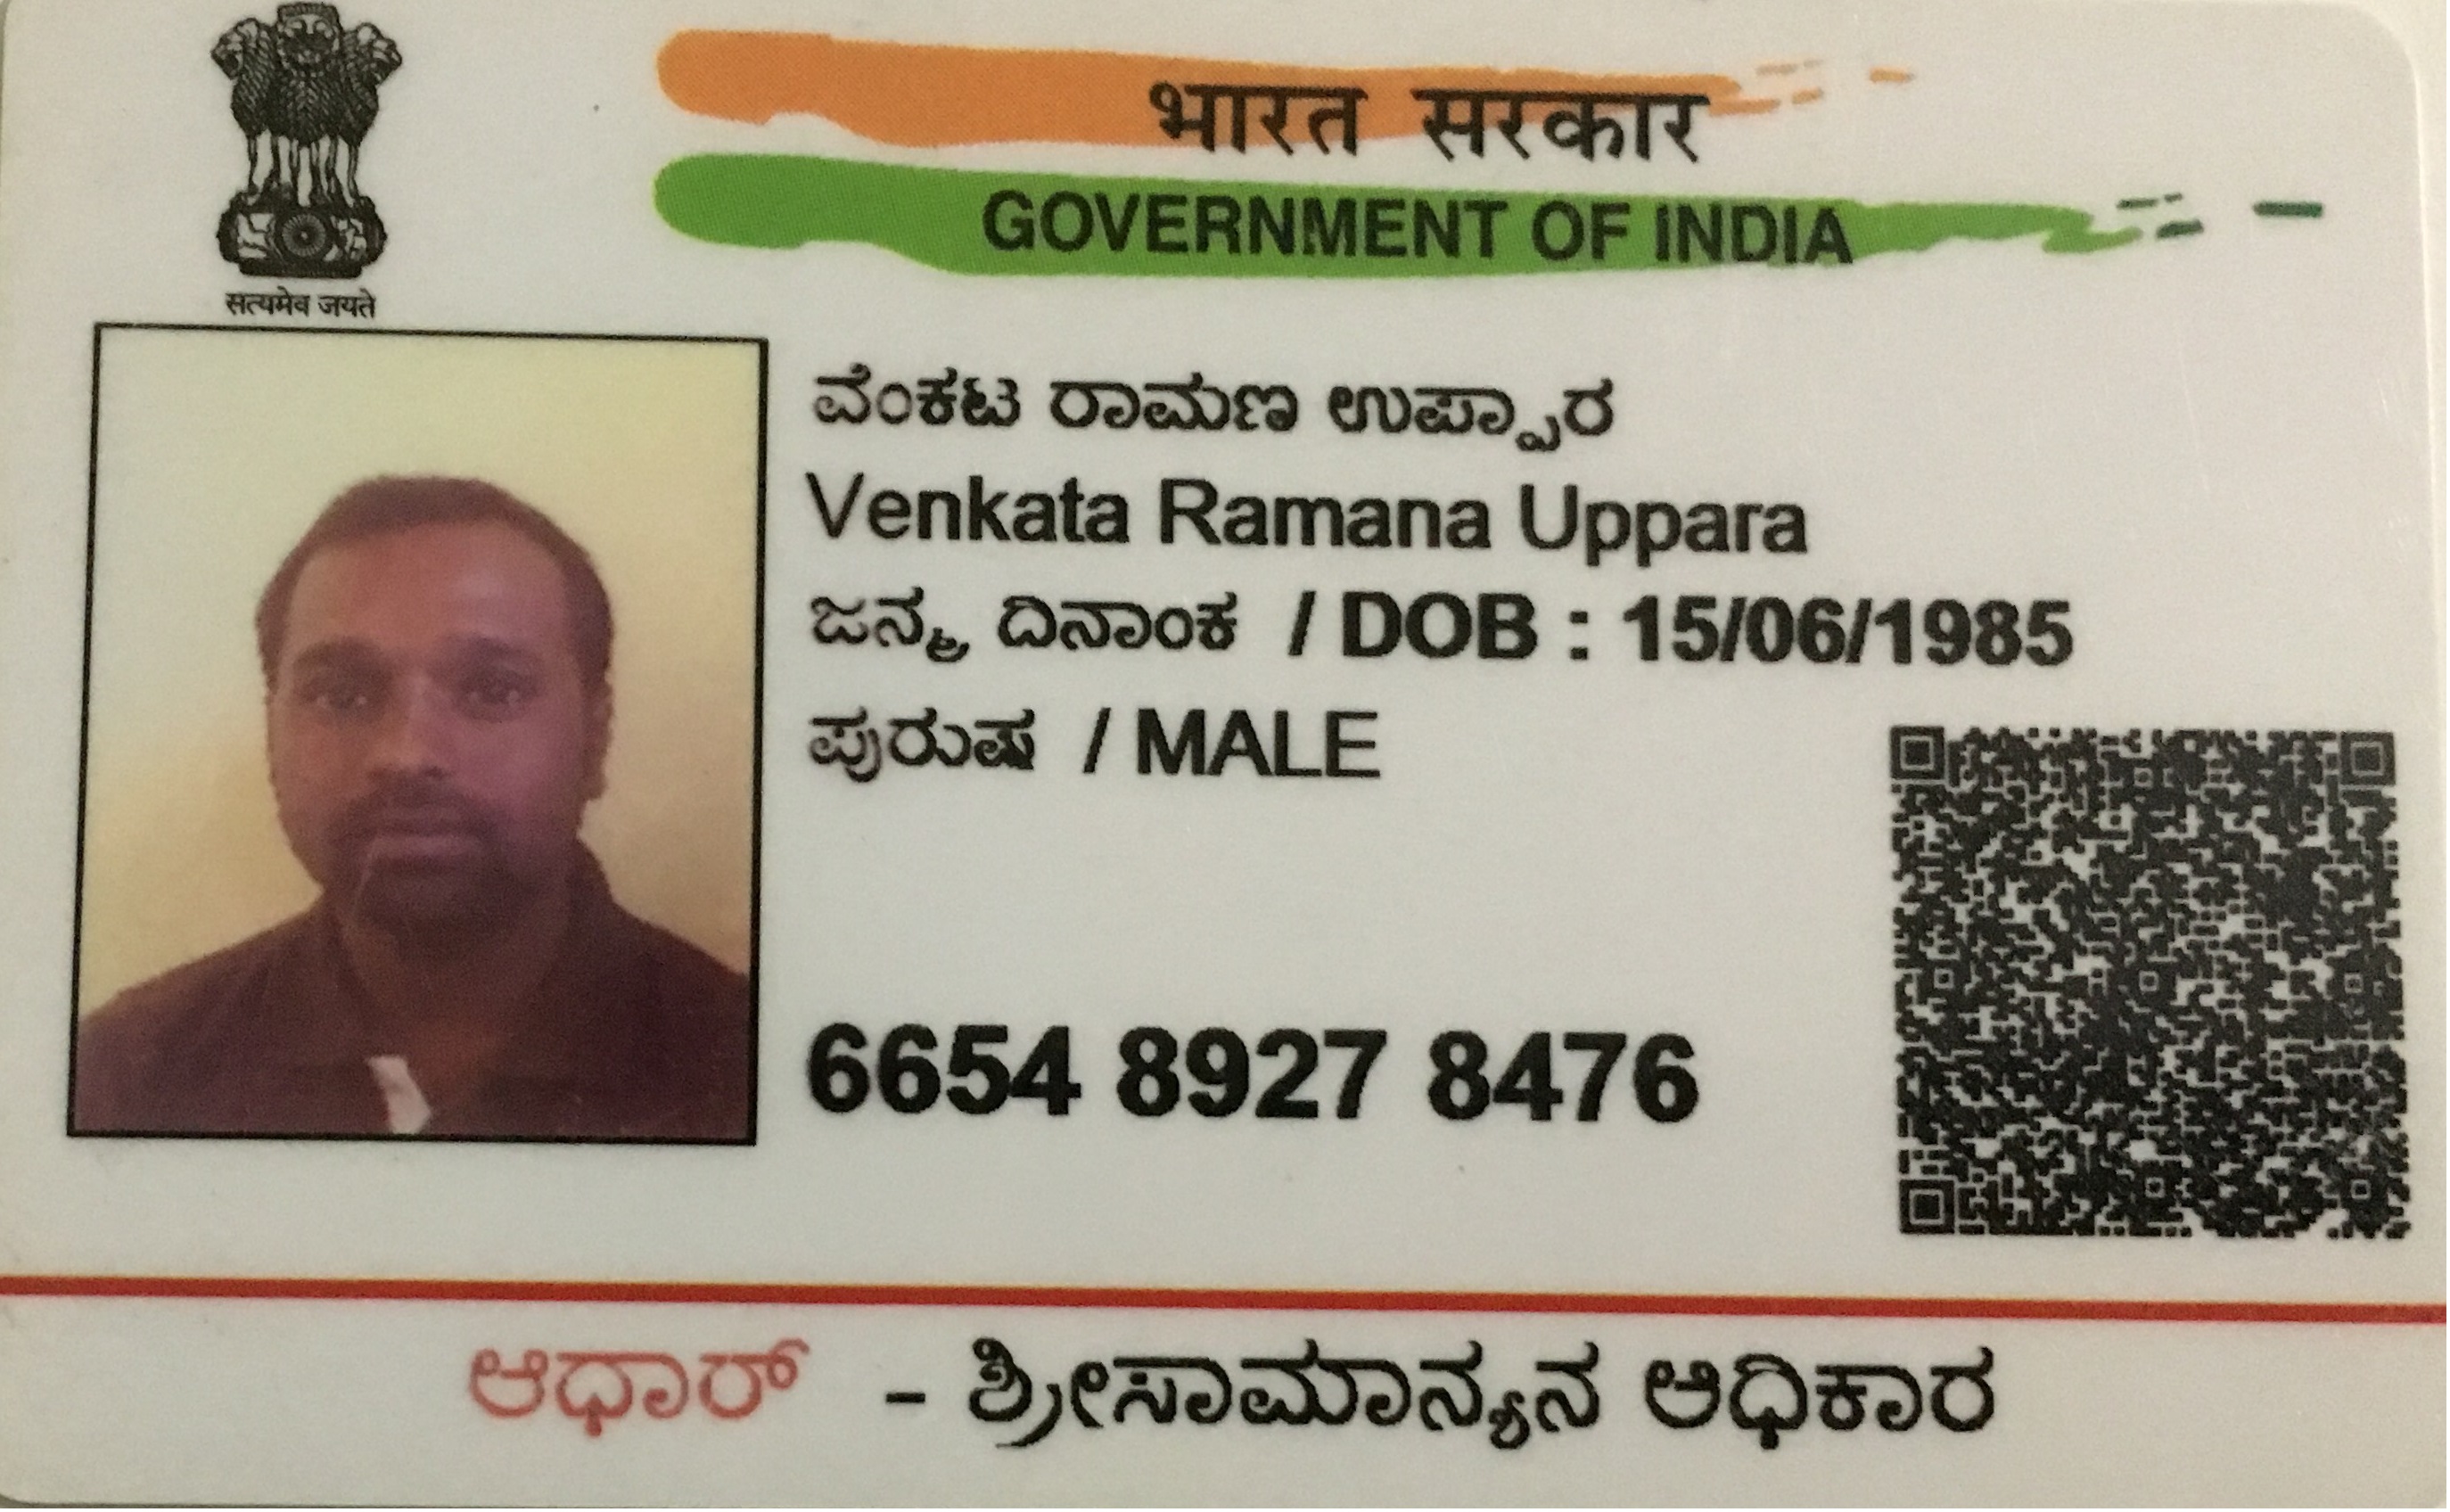 भारत सरकार
GOVERNMENT OF INDIA
सत्यमेव जयते
ವೆಂಕಟ ರಾಮಣ ಉಪ್ಪಾರ
Venkata Ramana Uppara
ಜನ್ಮ ದಿನಾಂಕ / DOB : 15/06/1985
ಪುರುಷ / MALE
6654 8927 8476
ಆಧಾರ್ - ಶ್ರೀಸಾಮಾನ್ಯನ ಅಧಿಕಾರ